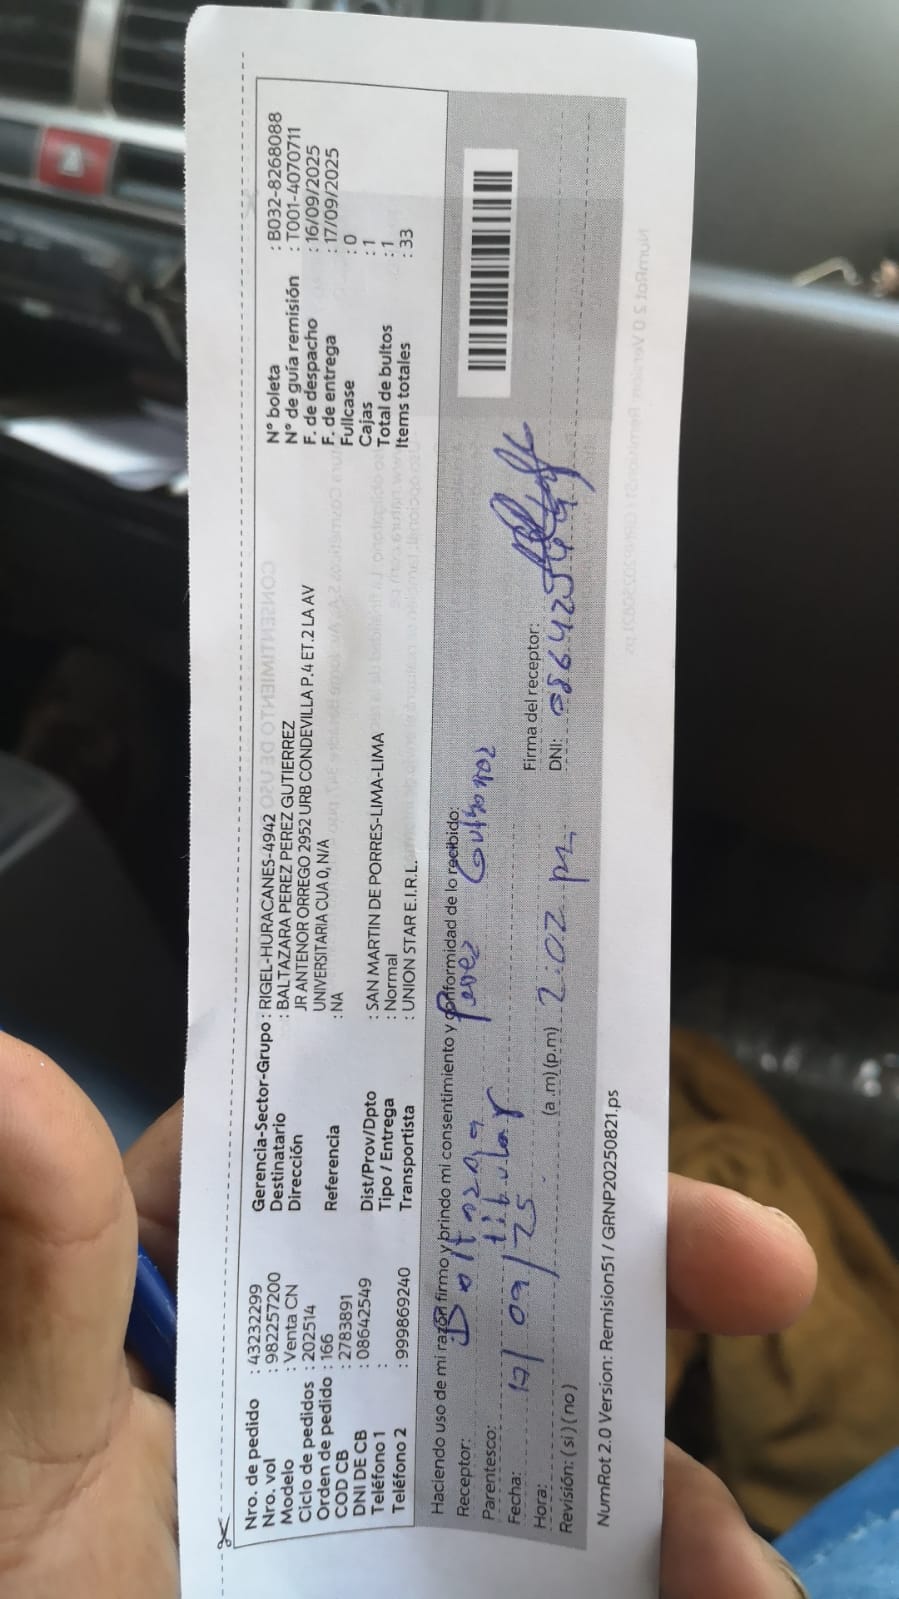 Nro. de pedido : 43232299
Nro. vol : 982257200
Modelo : Venta CN
Ciclo de pedidos : 202514
Orden de pedido : 166
COD CB : 2783891
DNI DE CB : 08642549
Teléfono 1 :
Teléfono 2 : 999869240
Gerencia-Sector-Grupo : RIGEL-HURACANES-4942
Destinatario : BALTAZARA PEREZ PEREZ GUTIERREZ
Dirección JR ANTENOR ORREGO 2952 URB CONDEVILLA P.4 ET.2 LA AV
UNIVERSITARIA CUA 0, N/A
Referencia : NA
Dist/Prov/Dpto : SAN MARTIN DE PORRES-LIMA-LIMA
Tipo / Entrega : Normal
Transportista : UNION STAR E.I.R.L.
N° boleta : B032-8268088
N° de guía remisión : T001-4070711
F. de despacho : 16/09/2025
F. de entrega : 17/09/2025
Fullcase : 0
Cajas : 1
Total de bultos : 1
Items totales : 33
Haciendo uso de mi razón firmo y brindo mi consentimiento y conformidad de lo recibido:
Receptor: Baltazara Perez
Parentesco: titular
Fecha: 17/09/25
Hora: (a.m) (p.m) 2:02 pm
Revisión: (si) (no)
Firma del receptor:
DNI: 0864254
NumRot 2.0 Version: Remision51 / GRNP20250821.ps
CONSENTIMIENTO DE USO